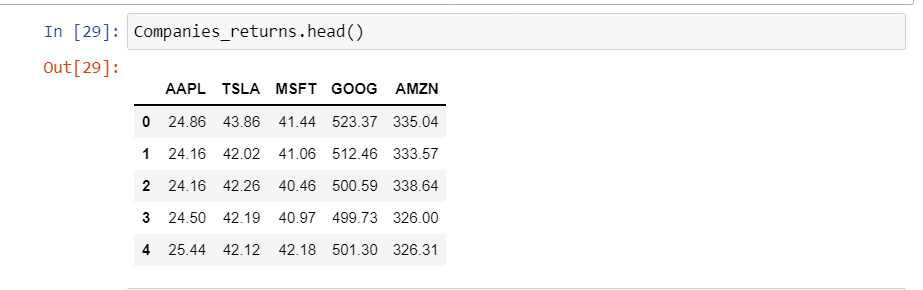 In [29]: Companies_returns.head()
Out[29]:
AAPL TSLA MSFT GOOG AMZN
0 24.86 43.86 41.44 523.37 335.04
1 24.16 42.02 41.06 512.46 333.57
2 24.16 42.26 40.46 500.59 338.64
3 24.50 42.19 40.97 499.73 326.00
4 25.44 42.12 42.18 501.30 326.31